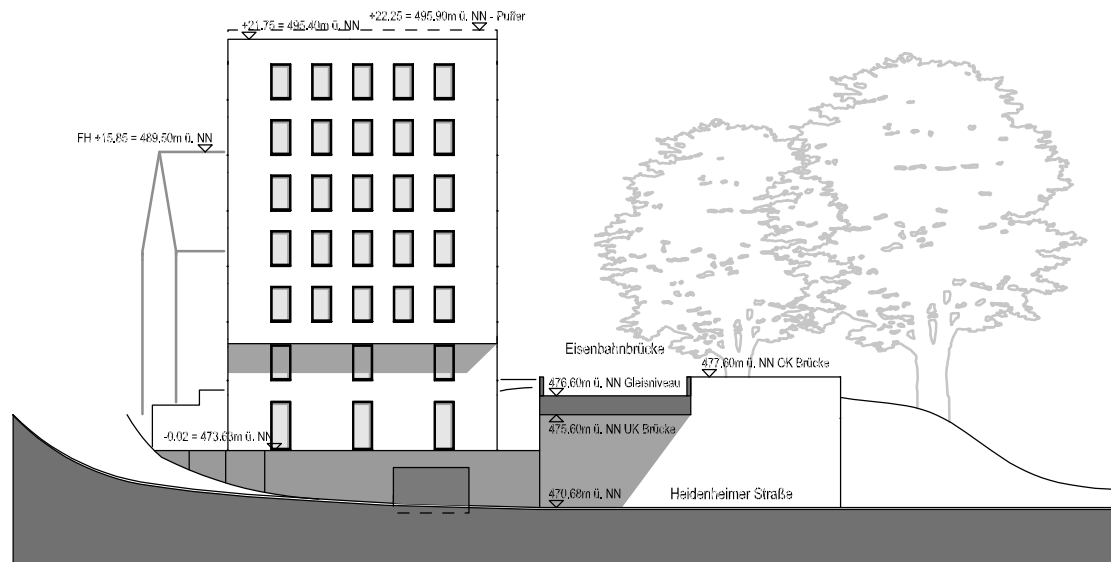 +22.25 = 495.90m ü. NN - Puffer
+21.75 = 495.40m ü. NN
FH +15.85 = 489.50m ü. NN
Eisenbahnbrücke
477.60m ü. NN OK Brücke
476.60m ü. NN Gleisniveau
475.60m ü. NN UK Brücke
-0.02 = 473.63m ü. NN
470.68m ü. NN
Heidenheimer Straße